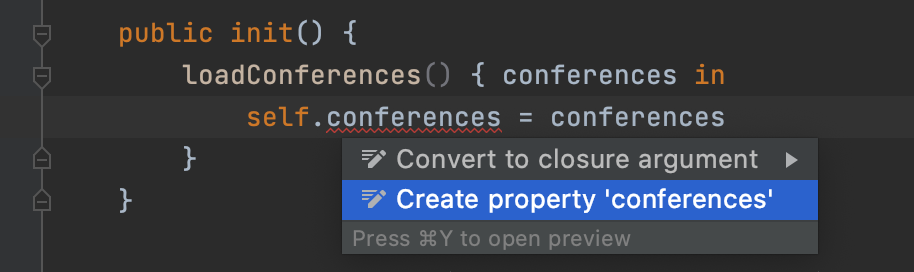 public init() {
loadConferences() { conferences in
self.conferences = conferences
Convert to closure argument
}
Create property 'conferences'
}
Press ⌘Y to open preview